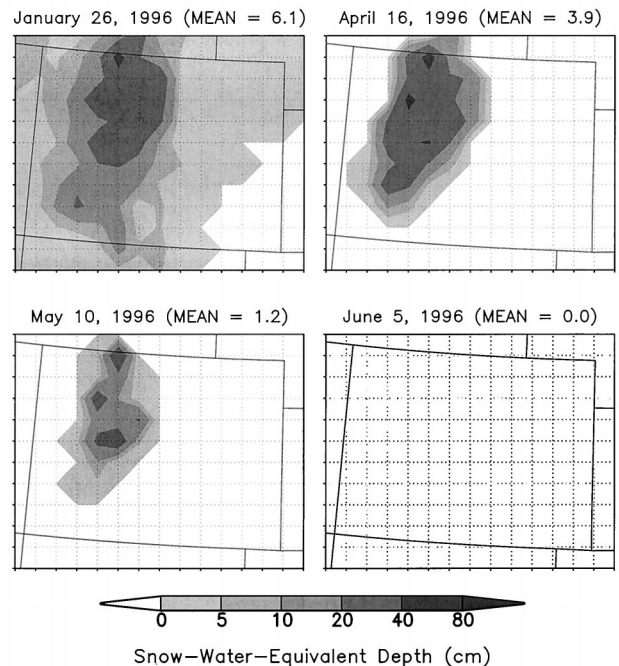 January 26, 1996 (MEAN = 6.1)
April 16, 1996 (MEAN = 3.9)
May 10, 1996 (MEAN = 1.2)
June 5, 1996 (MEAN = 0.0)
0 5 10 20 40 80
Snow-Water-Equivalent Depth (cm)